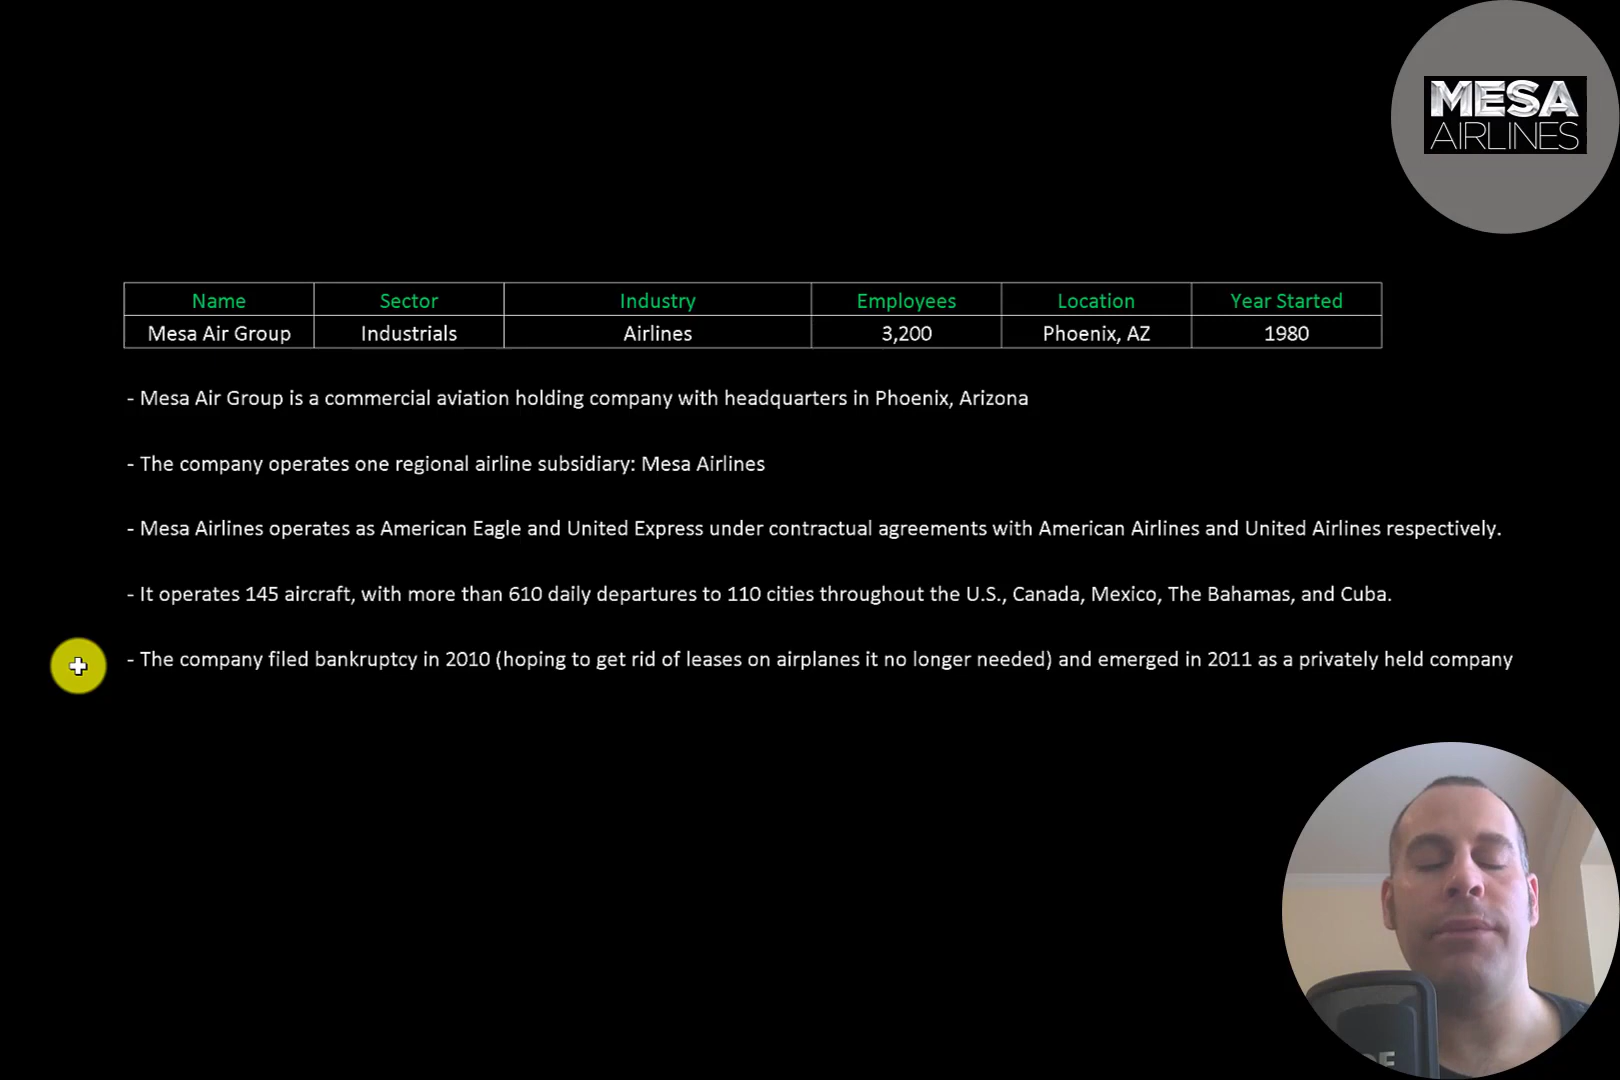 MESA
AIRLINES
Name Sector Industry Employees Location Year Started
Mesa Air Group Industrials Airlines 3,200 Phoenix, AZ 1980
- Mesa Air Group is a commercial aviation holding company with headquarters in Phoenix, Arizona
- The company operates one regional airline subsidiary: Mesa Airlines
- Mesa Airlines operates as American Eagle and United Express under contractual agreements with American Airlines and United Airlines respectively.
- It operates 145 aircraft, with more than 610 daily departures to 110 cities throughout the U.S., Canada, Mexico, The Bahamas, and Cuba.
- The company filed bankruptcy in 2010 (hoping to get rid of leases on airplanes it no longer needed) and emerged in 2011 as a privately held company